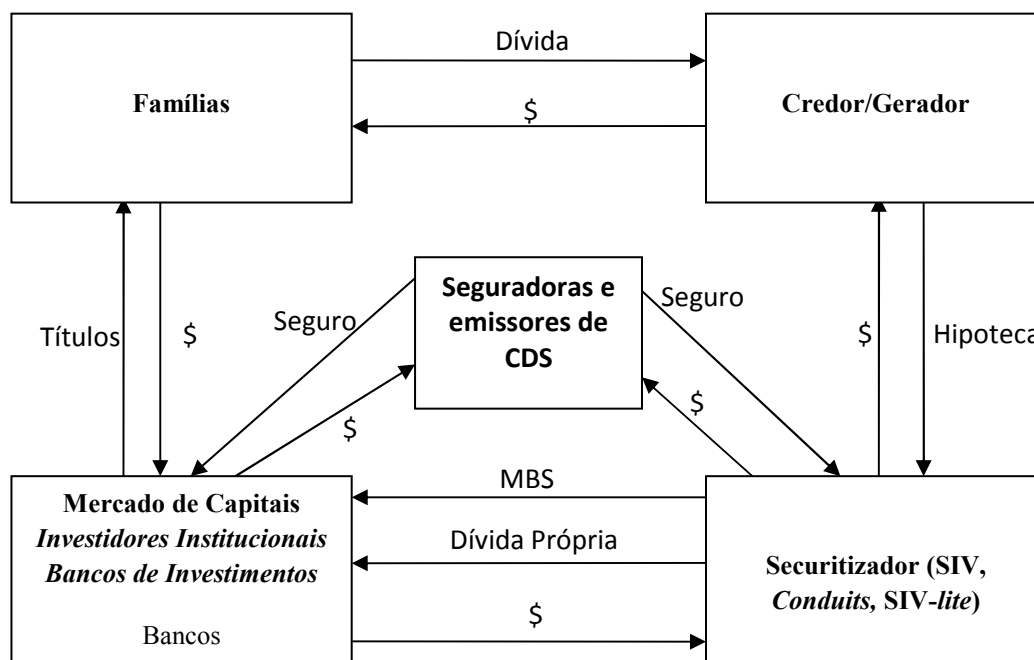 Dívida
Famílias
Credor/Gerador
$
Seguradoras e
emissores de
CDS
Seguro
Seguro
Títulos
$
$
Hipoteca
$
$
MBS
Mercado de Capitais
Investidores Institucionais
Bancos de Investimentos
Bancos
Dívida Própria
Securitizador (SIV,
Conduits, SIV-lite)
$